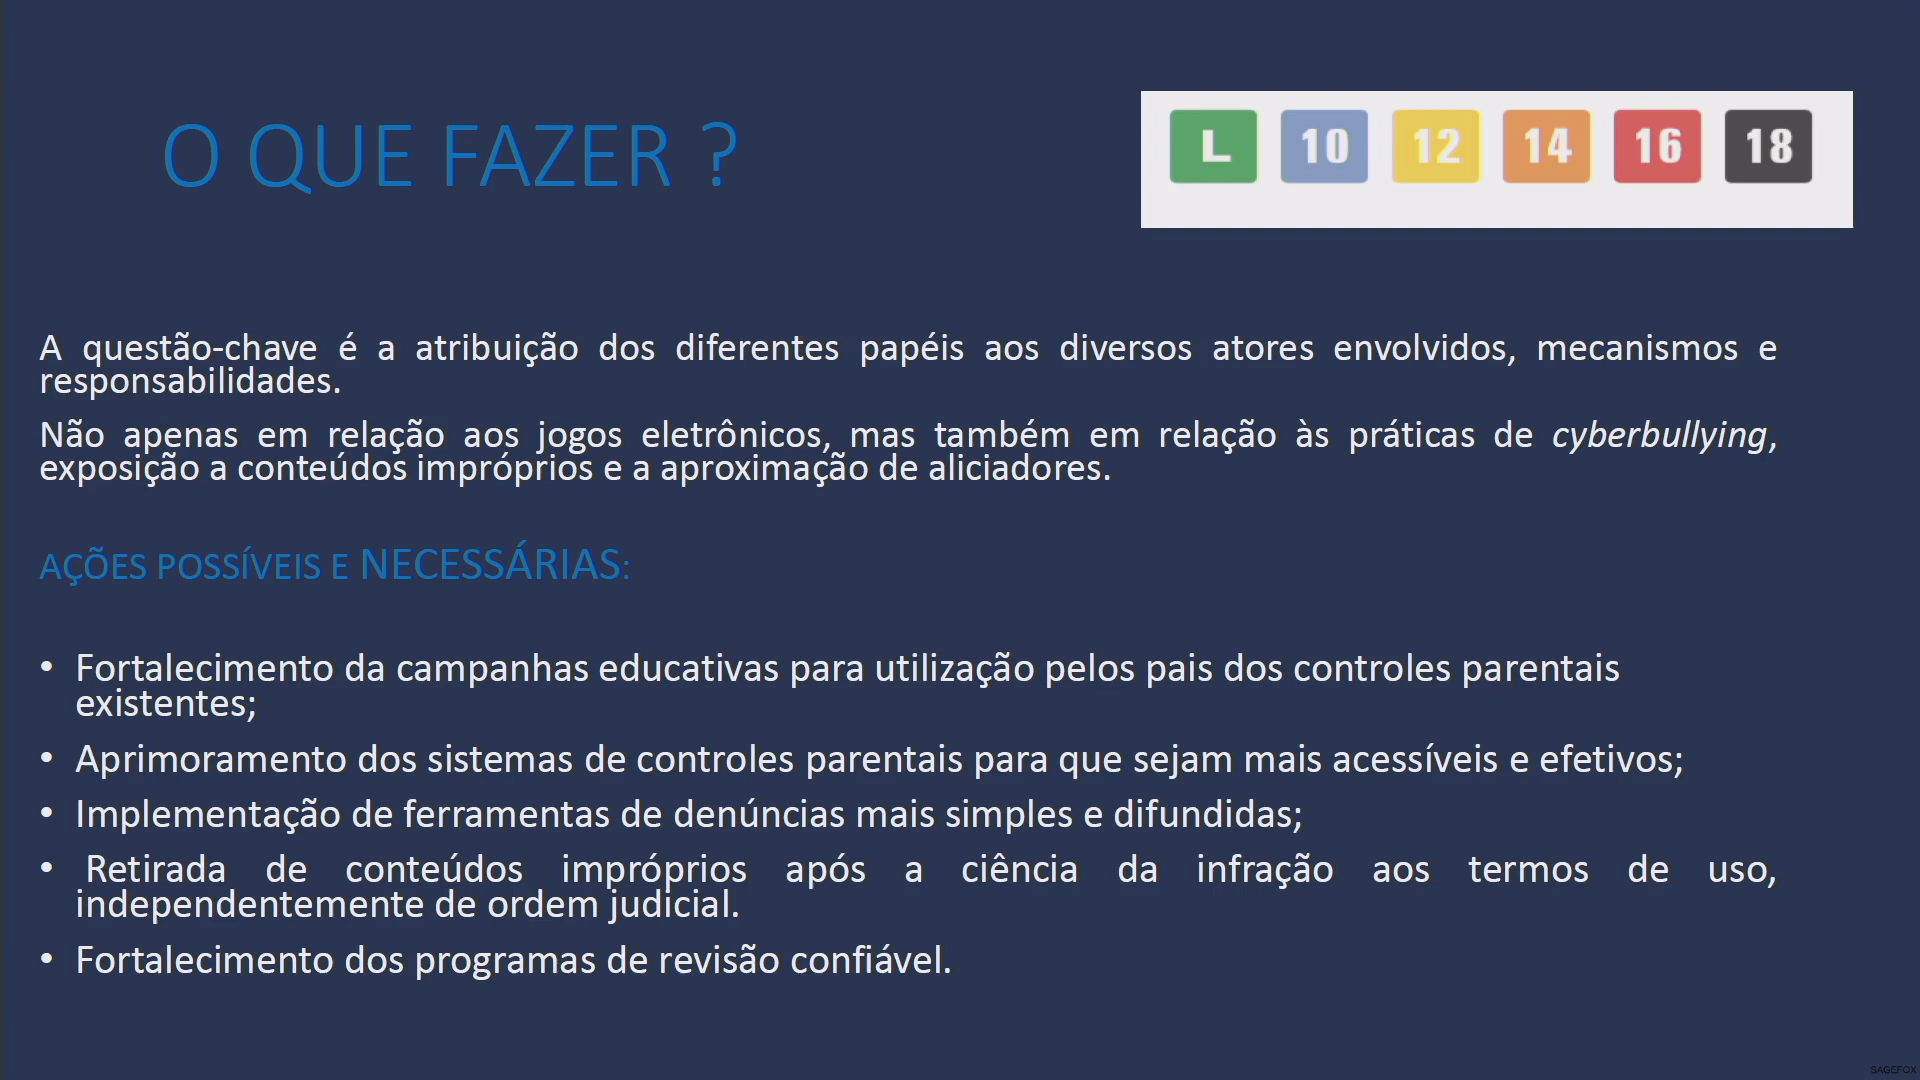 O QUE FAZER ?
L 10 12 14 16 18
A questão-chave é a atribuição dos diferentes papéis aos diversos atores envolvidos, mecanismos e
responsabilidades.
Não apenas em relação aos jogos eletrônicos, mas também em relação às práticas de cyberbullying,
exposição a conteúdos impróprios e a aproximação de aliciadores.
AÇÕES POSSÍVEIS E NECESSÁRIAS:
• Fortalecimento da campanhas educativas para utilização pelos pais dos controles parentais
existentes;
• Aprimoramento dos sistemas de controles parentais para que sejam mais acessíveis e efetivos;
• Implementação de ferramentas de denúncias mais simples e difundidas;
• Retirada de conteúdos impróprios após a ciência da infração aos termos de uso,
independentemente de ordem judicial.
• Fortalecimento dos programas de revisão confiável.
SAGEFOX